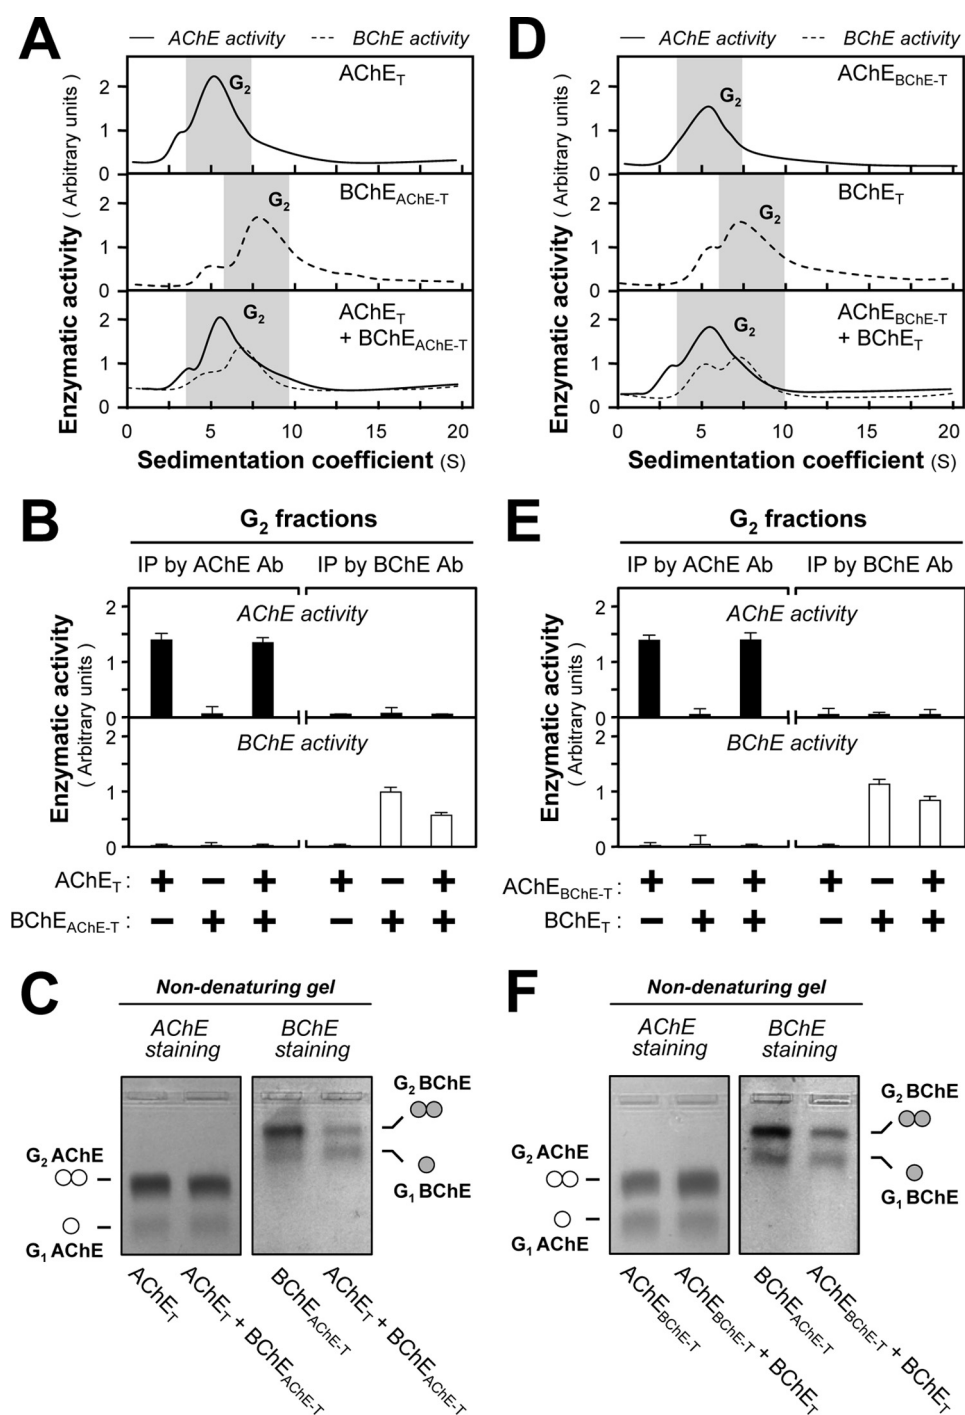 A
— AChE activity ---- BChE activity
Enzymatic activity ( Arbitrary units )
2
1
0
G2
AChET
2
1
0
G2
BChEAChE-T
2
1
0
G2
AChET
+ BChEAChE-T
0 5 10 15 20
Sedimentation coefficient (S)
D
— AChE activity ---- BChE activity
Enzymatic activity ( Arbitrary units )
2
1
0
G2
AChEBChE-T
2
1
0
G2
BChET
2
1
0
G2
AChEBChE-T
+ BChET
0 5 10 15 20
Sedimentation coefficient (S)
B
G2 fractions
IP by AChE Ab IP by BChE Ab
Enzymatic activity
( Arbitrary units )
AChE activity
2
1
0
Enzymatic activity
( Arbitrary units )
BChE activity
2
1
0
AChET : + − + + − +
BChEAChE-T : − + + − + +
E
G2 fractions
IP by AChE Ab IP by BChE Ab
Enzymatic activity
( Arbitrary units )
AChE activity
2
1
0
Enzymatic activity
( Arbitrary units )
BChE activity
2
1
0
AChEBChE-T : + − + + − +
BChET : − + + − + +
C
Non-denaturing gel
AChE staining
BChE staining
G2 AChE
G1 AChE
G2 BChE
G1 BChE
AChET
AChET + BChEAChE-T
BChEAChE-T
AChET + BChEAChE-T
F
Non-denaturing gel
AChE staining
BChE staining
G2 AChE
G1 AChE
G2 BChE
G1 BChE
AChEBChE-T
AChEBChE-T + BChET
BChEAChE-T
AChEBChE-T + BChET